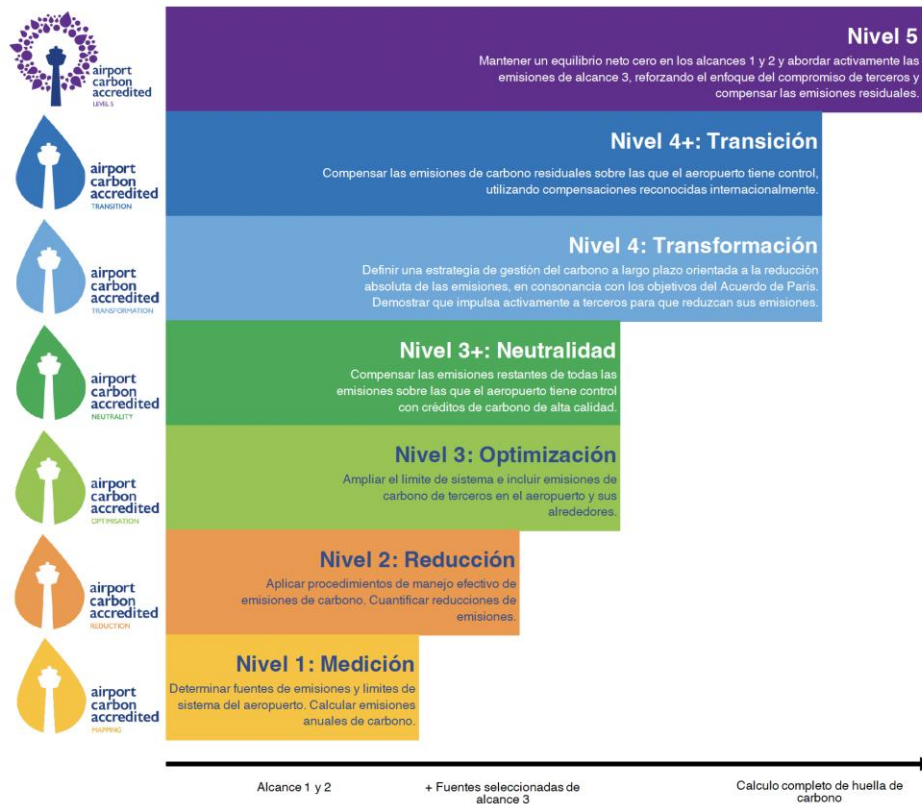 airport
carbon
accredited
LEVEL 5
Nivel 5
Mantener un equilibrio neto cero en los alcances 1 y 2 y abordar activamente las
emisiones de alcance 3, reforzando el enfoque del compromiso de terceros y
compensar las emisiones residuales.
airport
carbon
accredited
TRANSITION
Nivel 4+: Transición
Compensar las emisiones de carbono residuales sobre las que el aeropuerto tiene control,
utilizando compensaciones reconocidas internacionalmente.
airport
carbon
accredited
TRANSFORMATION
Nivel 4: Transformación
Definir una estrategia de gestión del carbono a largo plazo orientada a la reducción
absoluta de las emisiones, en consonancia con los objetivos del Acuerdo de Paris.
Demostrar que impulsa activamente a terceros para que reduzcan sus emisiones.
airport
carbon
accredited
NEUTRALITY
Nivel 3+: Neutralidad
Compensar las emisiones restantes de todas las
emisiones sobre las que el aeropuerto tiene control
con créditos de carbono de alta calidad.
airport
carbon
accredited
OPTIMISATION
Nivel 3: Optimización
Ampliar el limite de sistema e incluir emisiones de
carbono de terceros en el aeropuerto y sus
alrededores.
airport
carbon
accredited
REDUCTION
Nivel 2: Reducción
Aplicar procedimientos de manejo efectivo de
emisiones de carbono. Cuantificar reducciones de
emisiones.
airport
carbon
accredited
MAPPING
Nivel 1: Medición
Determinar fuentes de emisiones y limites de
sistema del aeropuerto. Calcular emisiones
anuales de carbono.
Alcance 1 y 2
+ Fuentes seleccionadas de
alcance 3
Calculo completo de huella de
carbono